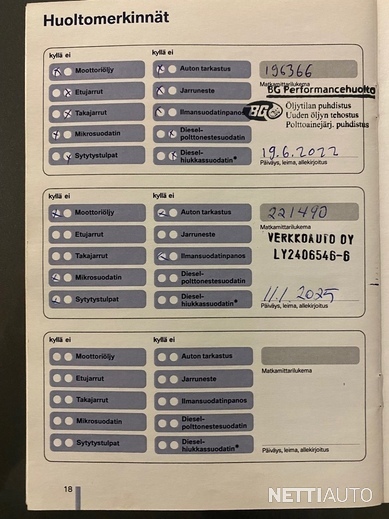 Huoltomerkinnät
kyllä ei kyllä ei
Moottoriöljy Auton tarkastus 196366
Matkamittarilukema
Etujarrut Jarruneste BG Performancehuolto
Takajarrut Ilmansuodatinpanos BG Öljytilan puhdistus
Uuden öljyn tehostus
Mikrosuodatin Diesel-polttonestesuodatin Polttoainejärj. puhdistus
Sytytystulpat Diesel-hiukkassuodatin* 19.6.2022
Päiväys, leima, allekirjoitus
kyllä ei kyllä ei
Moottoriöljy Auton tarkastus 221490
Matkamittarilukema
Etujarrut Jarruneste VERKKOAUTO OY
Takajarrut Ilmansuodatinpanos LY2406546-6
Mikrosuodatin Diesel-polttonestesuodatin
Sytytystulpat Diesel-hiukkassuodatin* 11.1.2025
Päiväys, leima, allekirjoitus
kyllä ei kyllä ei
Moottoriöljy Auton tarkastus
Matkamittarilukema
Etujarrut Jarruneste
Takajarrut Ilmansuodatinpanos
Mikrosuodatin Diesel-polttonestesuodatin
Sytytystulpat Diesel-hiukkassuodatin*
Päiväys, leima, allekirjoitus
18
NETTIAUTO